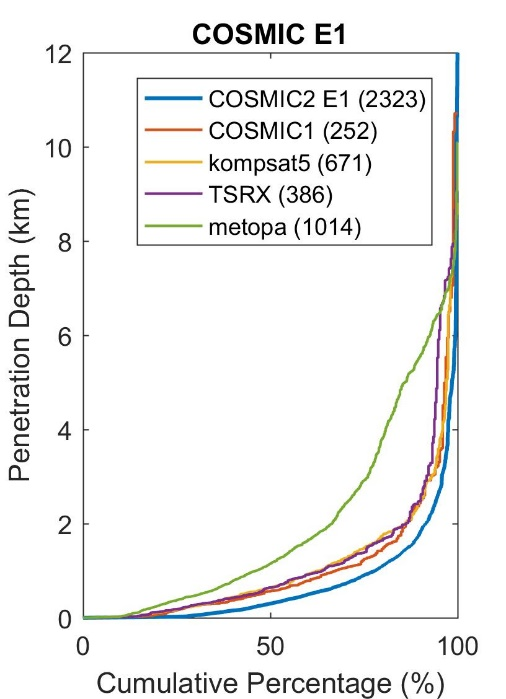 COSMIC E1
12
COSMIC2 E1 (2323)
COSMIC1 (252)
10
kompsat5 (671)
TSRX (386)
metopa (1014)
8
Penetration Depth (km)
6
4
2
0
0 50 100
Cumulative Percentage (%)